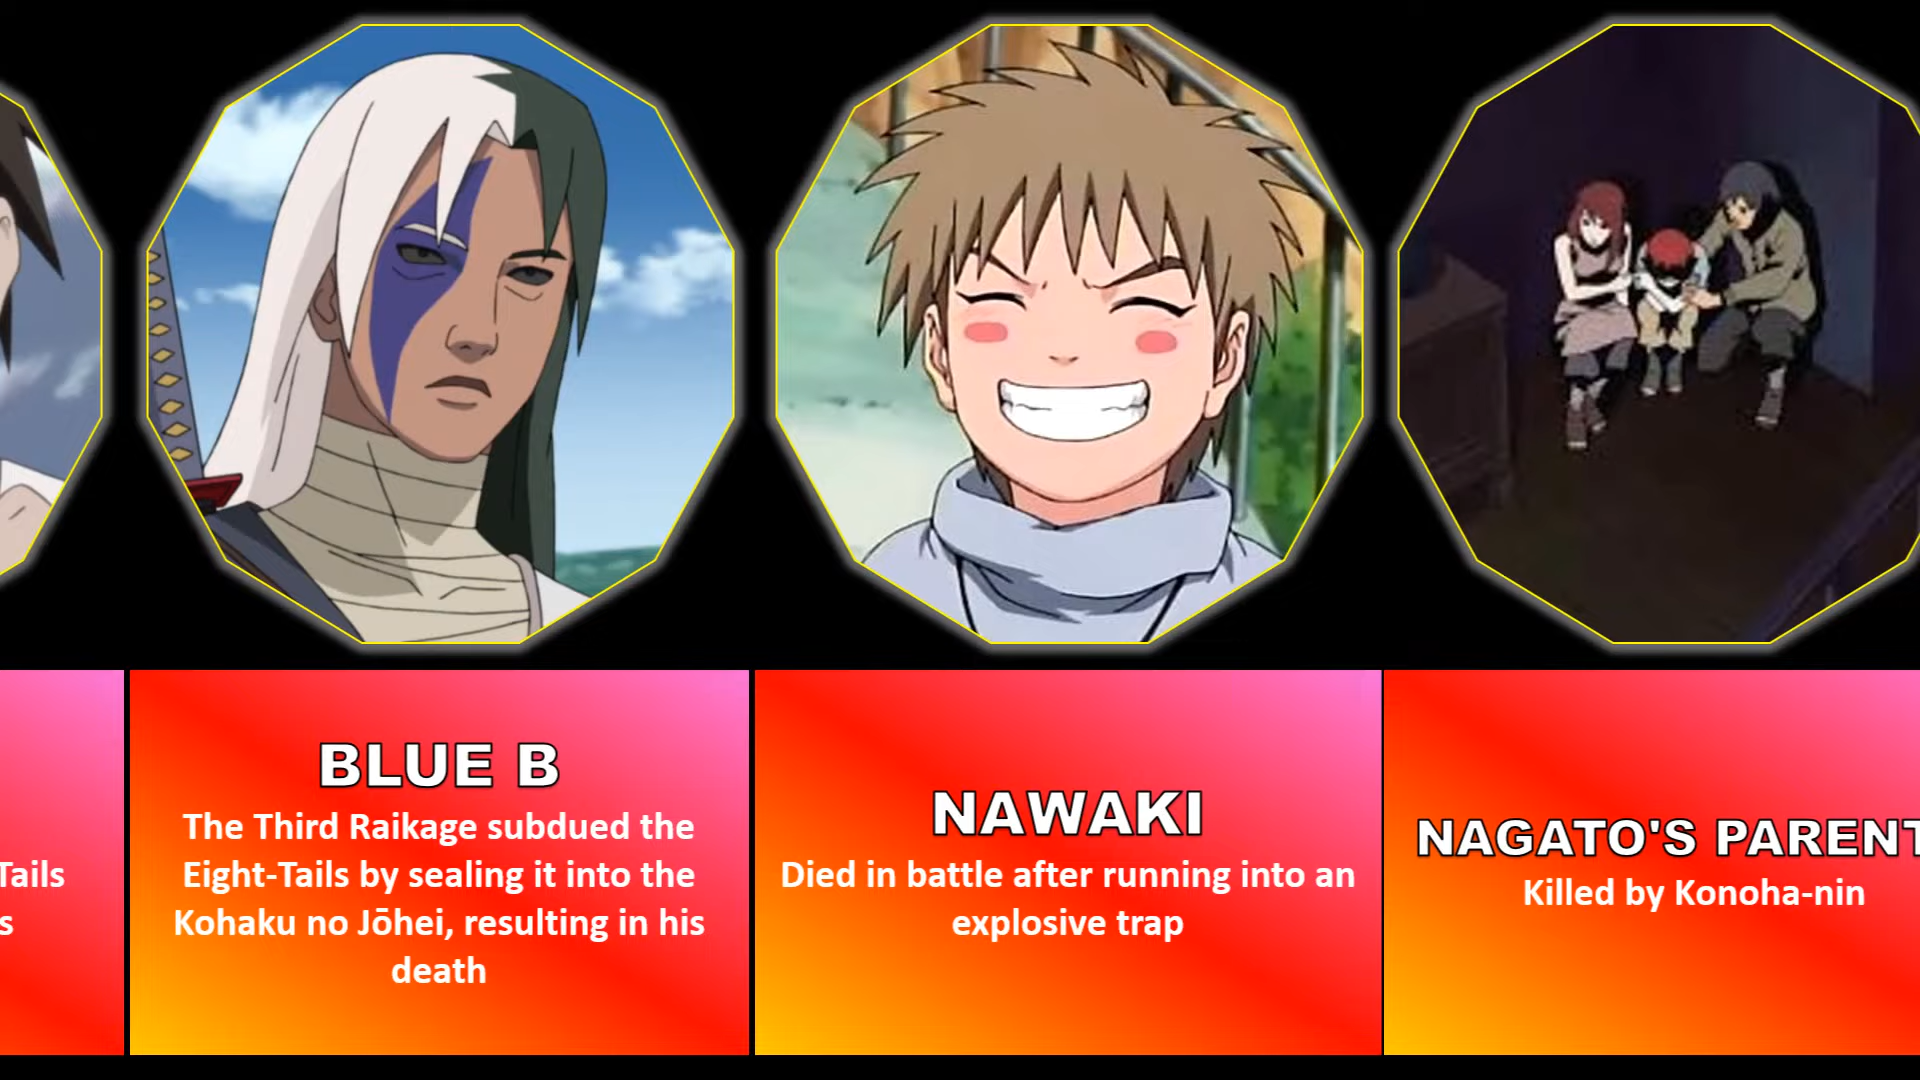 Tails
s
BLUE B
The Third Raikage subdued the
Eight-Tails by sealing it into the
Kohaku no Jōhei, resulting in his
death
NAWAKI
Died in battle after running into an
explosive trap
NAGATO'S PARENT
Killed by Konoha-nin